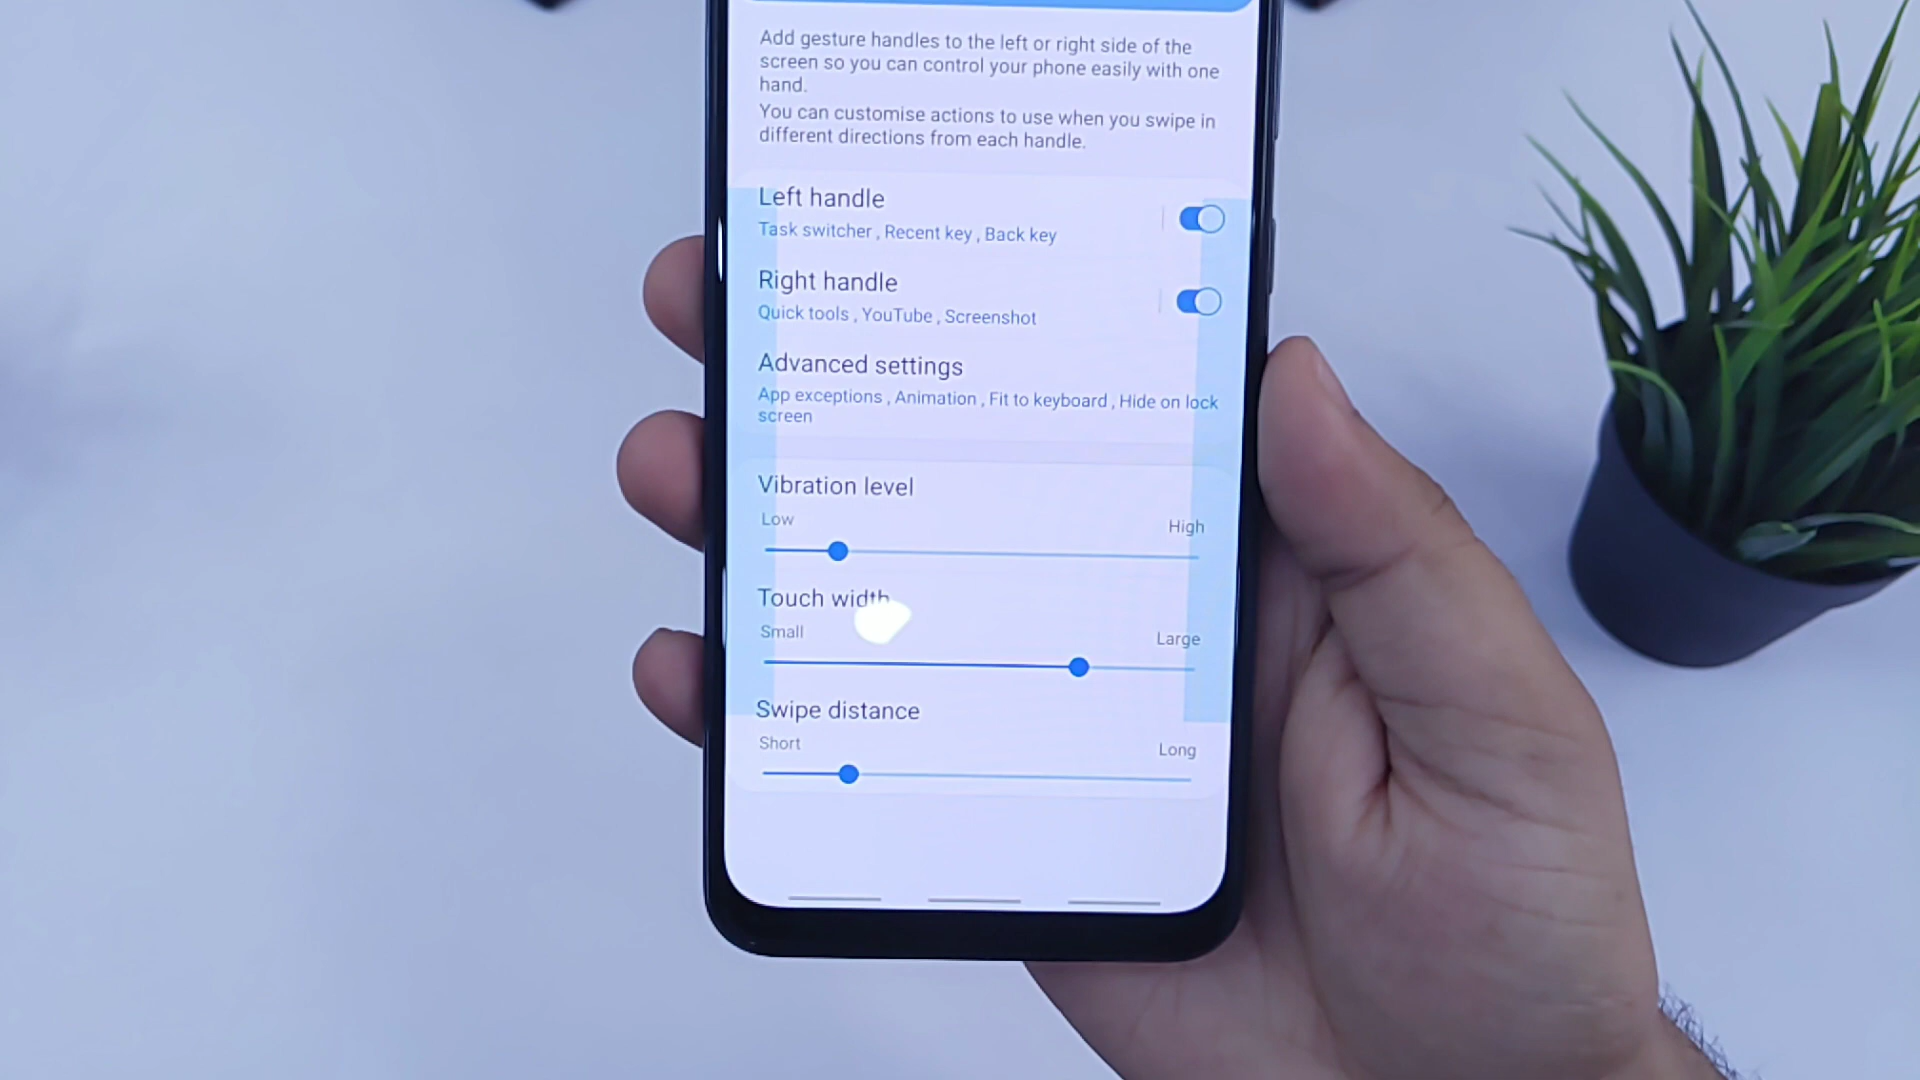 Add gesture handles to the left or right side of the
screen so you can control your phone easily with one
hand.
You can customise actions to use when you swipe in
different directions from each handle.
Left handle
Task switcher , Recent key , Back key
Right handle
Quick tools , YouTube , Screenshot
Advanced settings
App exceptions , Animation , Fit to keyboard , Hide on lock
screen
Vibration level
Low High
Touch width
Small Large
Swipe distance
Short Long